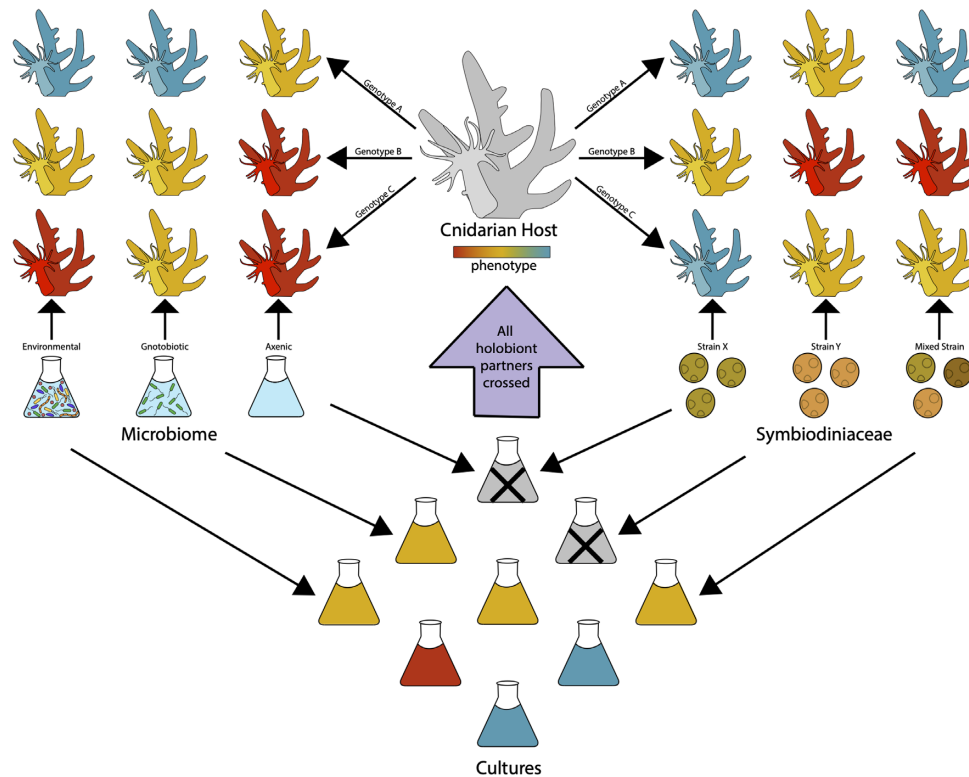 Genotype A
Genotype A
Genotype B
Genotype B
Genotype C
Genotype C
Cnidarian Host
phenotype
All
holobiont
partners
crossed
Environmental
Gnotobiotic
Axenic
Strain X
Strain Y
Mixed Strain
Microbiome
Symbiodiniaceae
Cultures